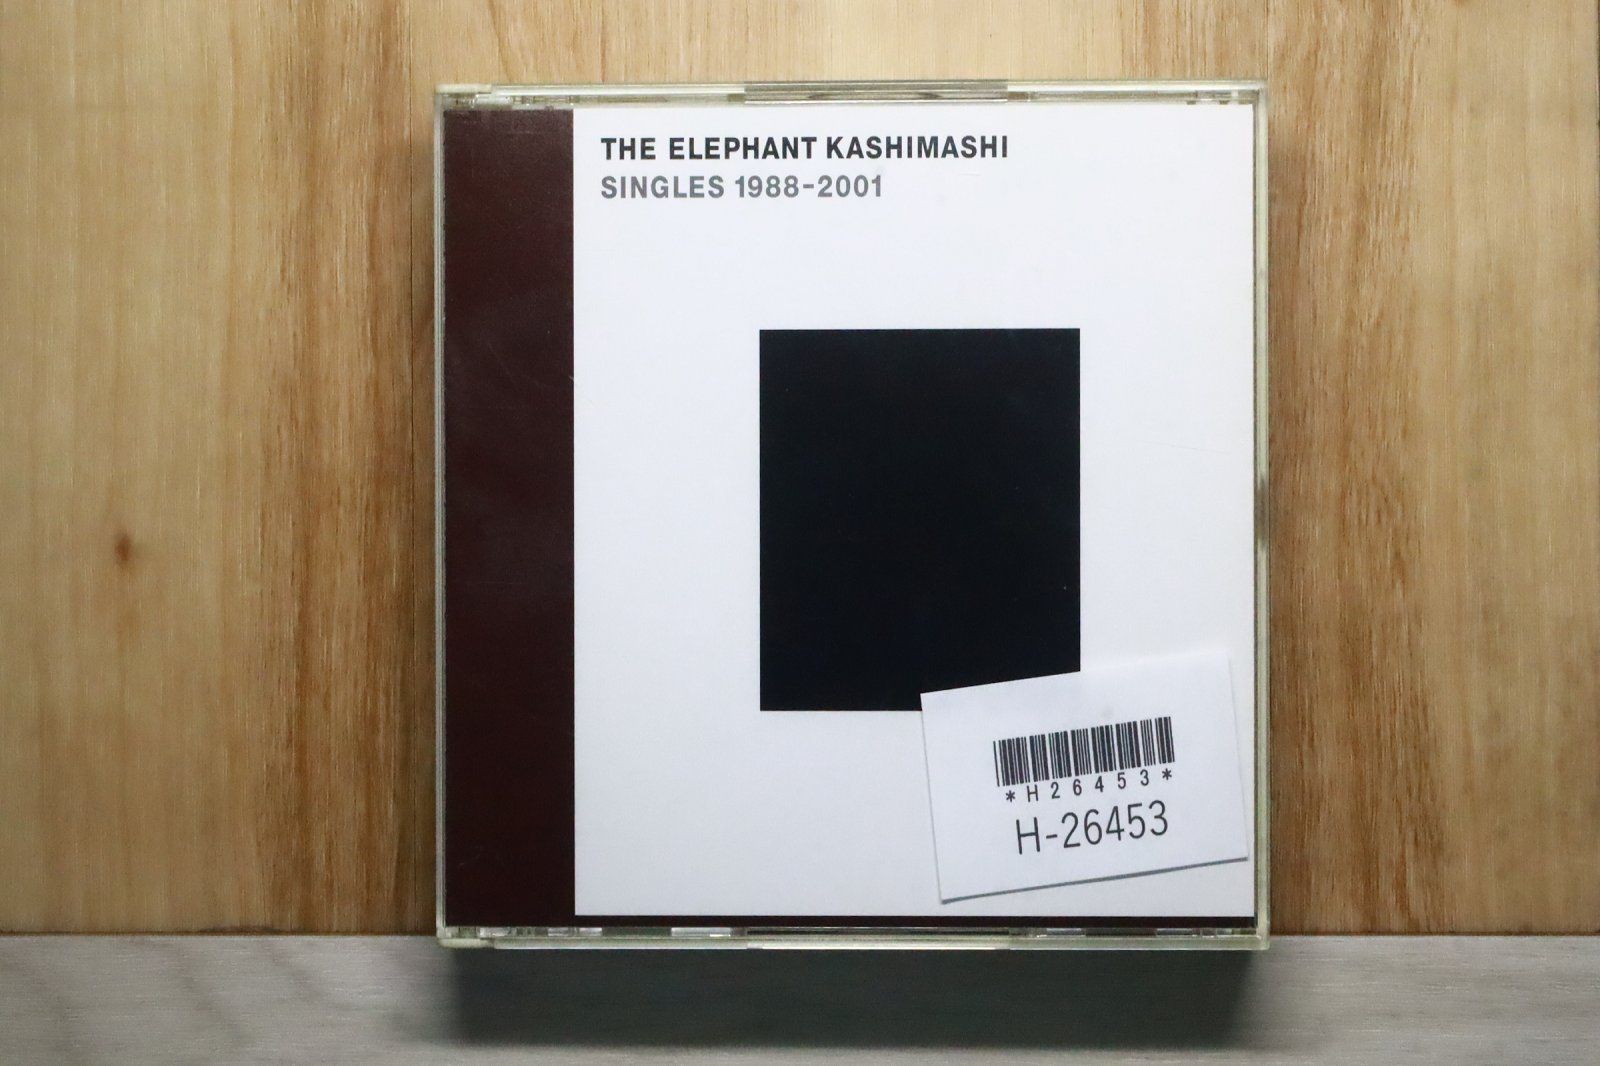 THE ELEPHANT KASHIMASHI
SINGLES 1988-2001
*H26453*
H-26453